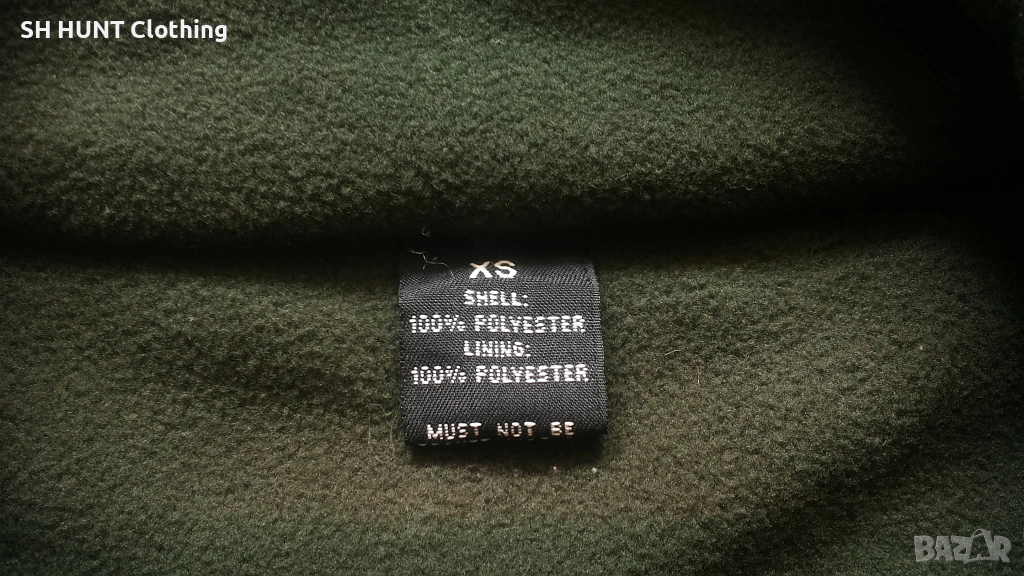 SH HUNT Clothing
XS
SHELL:
100% POLYESTER
LINING:
100% POLYESTER
MUST NOT BE
BAZAR